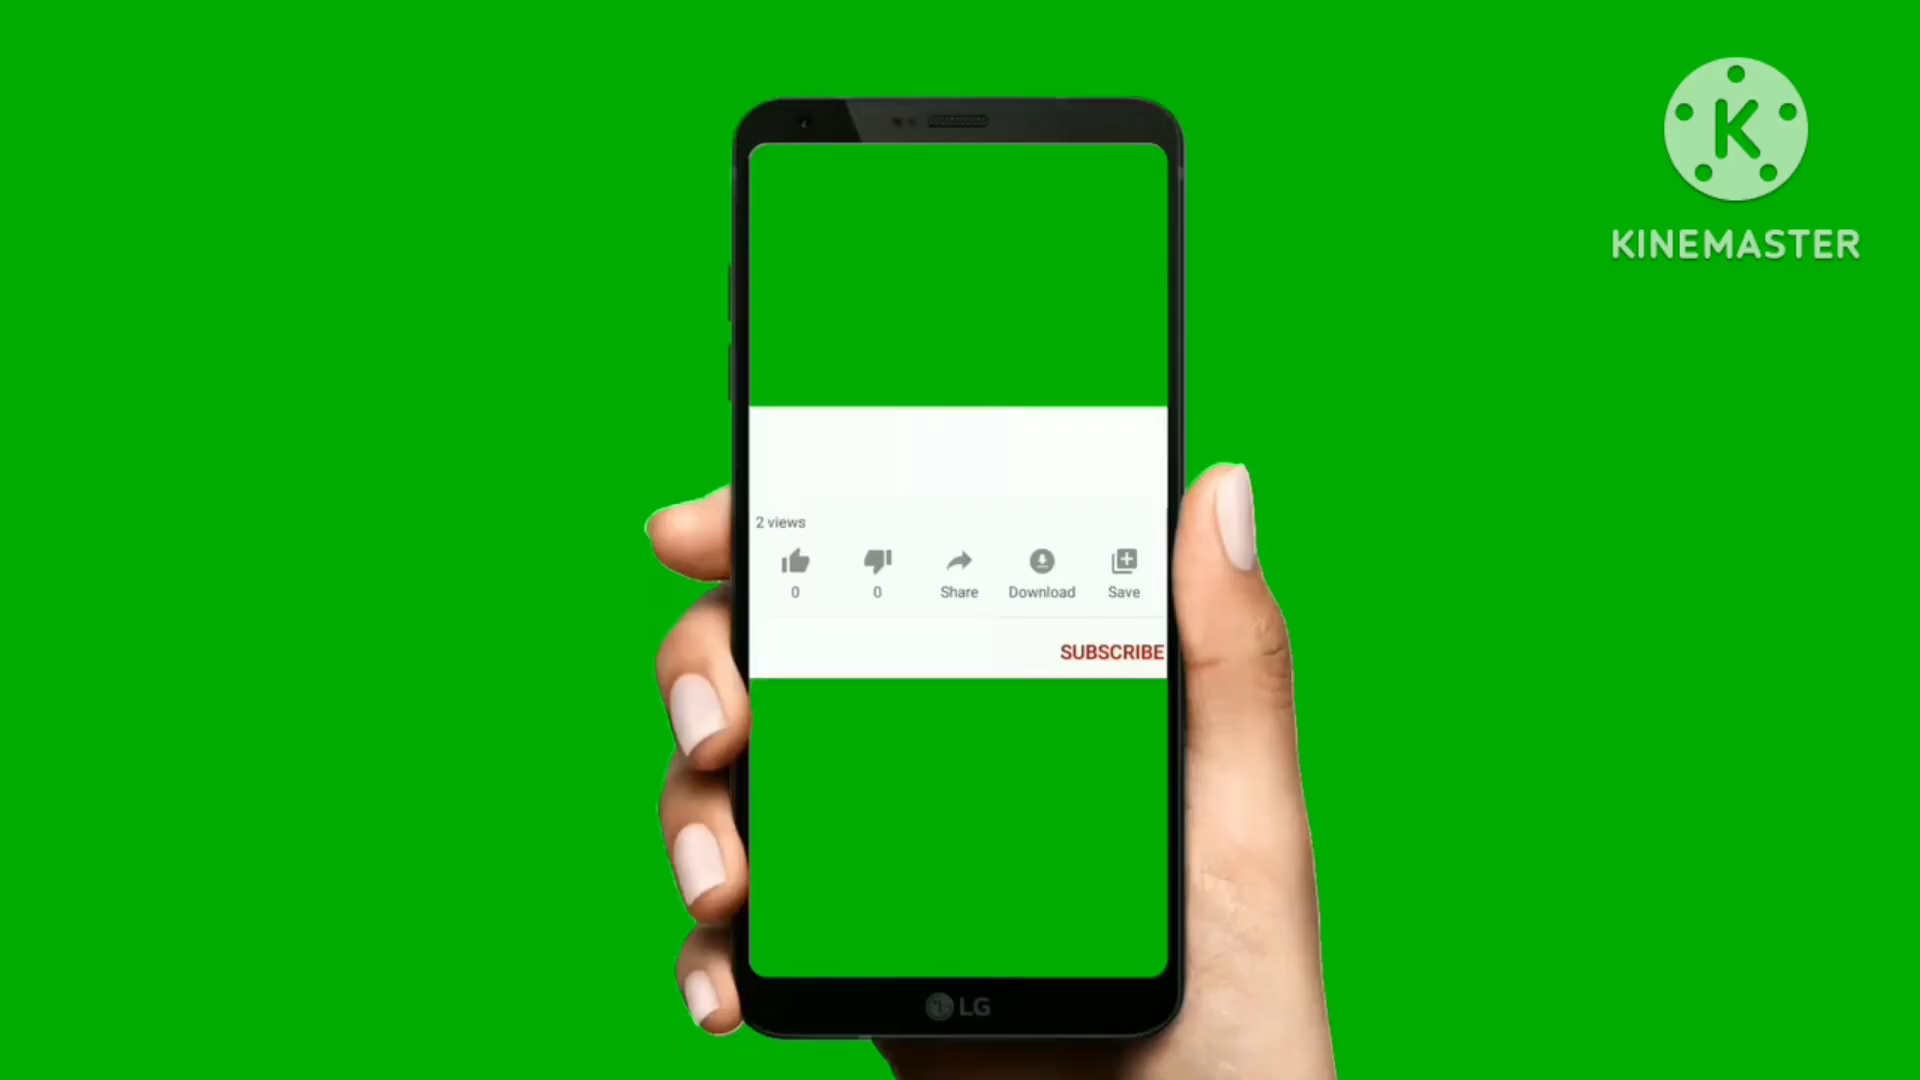 K
KINEMASTER
2 views
0 0 Share Download Save
SUBSCRIBE
LG